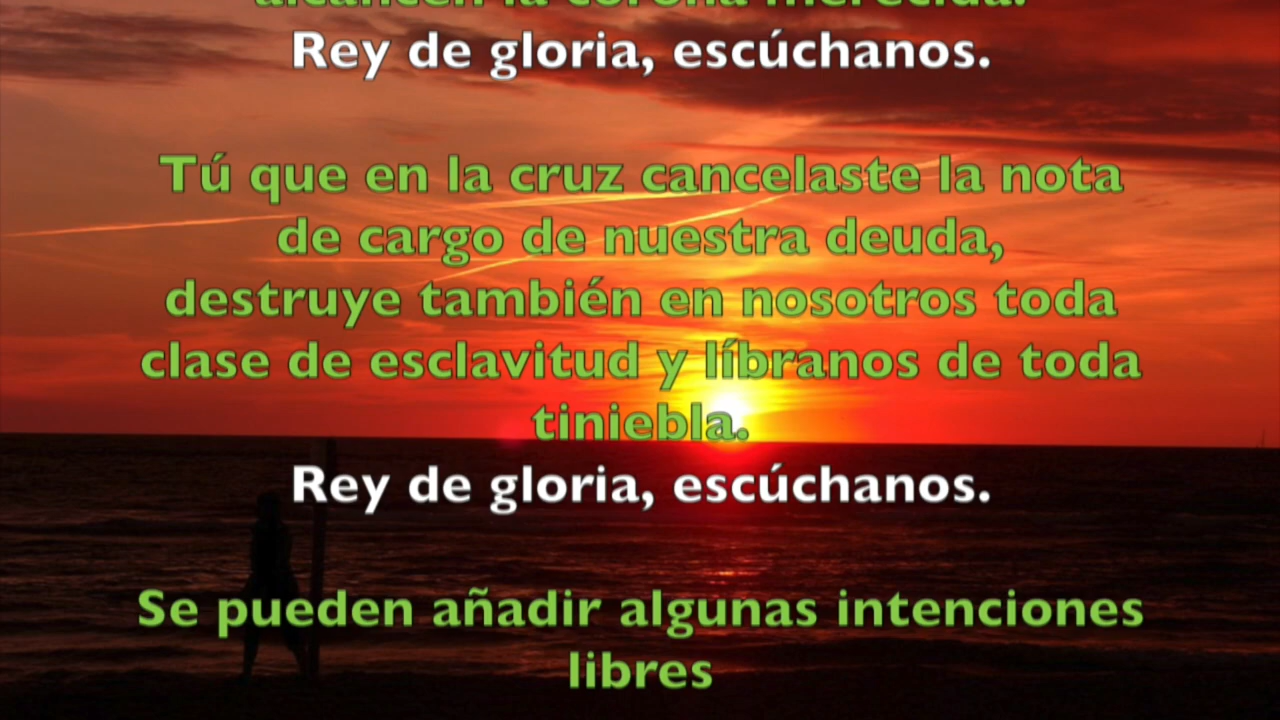 alcancen la corona merecida.
Rey de gloria, escúchanos.
Tú que en la cruz cancelaste la nota
de cargo de nuestra deuda,
destruye también en nosotros toda
clase de esclavitud y líbranos de toda
tiniebla.
Rey de gloria, escúchanos.
Se pueden añadir algunas intenciones
libres